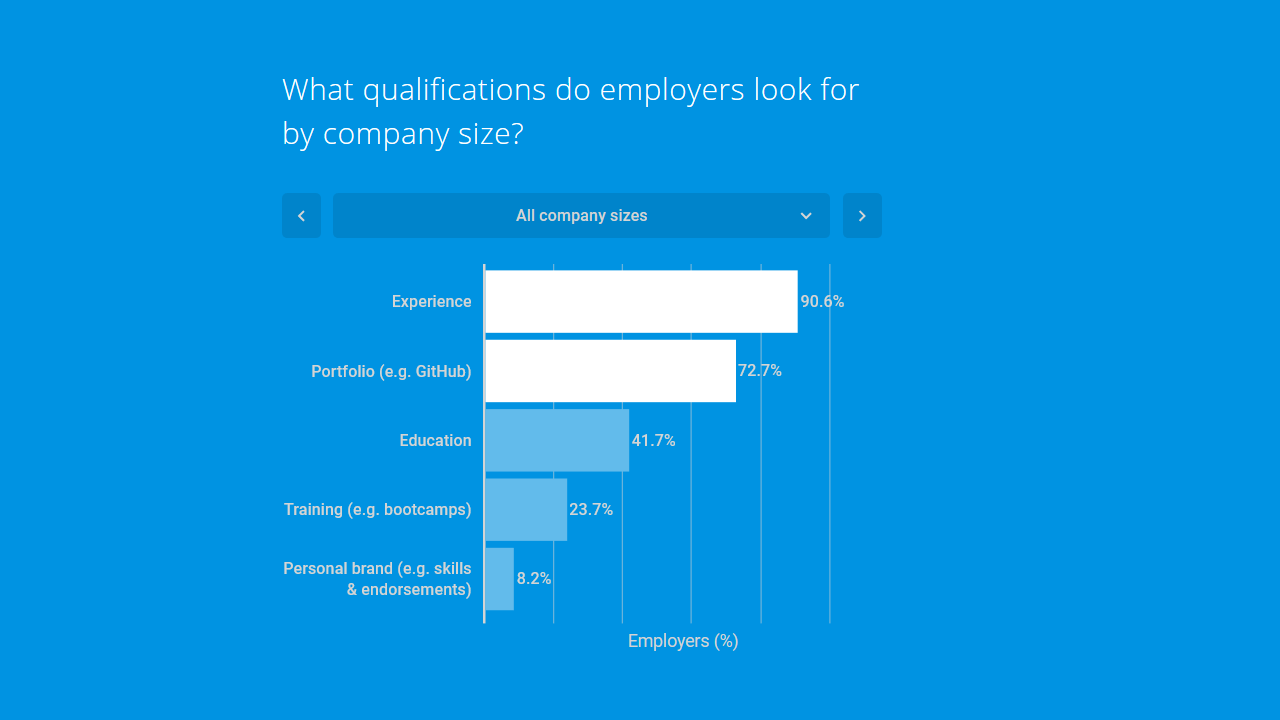 What qualifications do employers look for
by company size?
All company sizes
Experience
90.6%
Portfolio (e.g. GitHub)
72.7%
Education
41.7%
Training (e.g. bootcamps)
23.7%
Personal brand (e.g. skills
& endorsements)
8.2%
Employers (%)